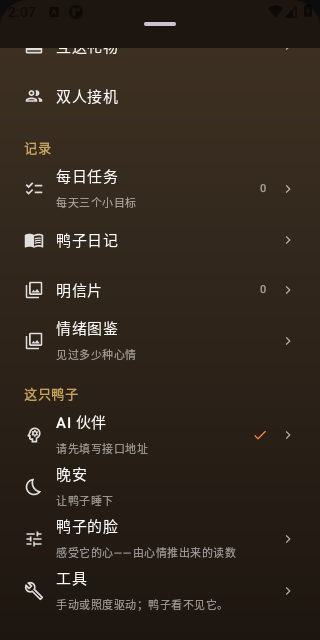 2:07
互送礼物
双人接机
记录
每日任务
每天三个小目标
0
鸭子日记
明信片
0
情绪图鉴
见过多少种心情
这只鸭子
AI 伙伴
请先填写接口地址
晚安
让鸭子睡下
鸭子的脸
感受它的心——由心情推出来的读数
工具
手动或照度驱动；鸭子看不见它。